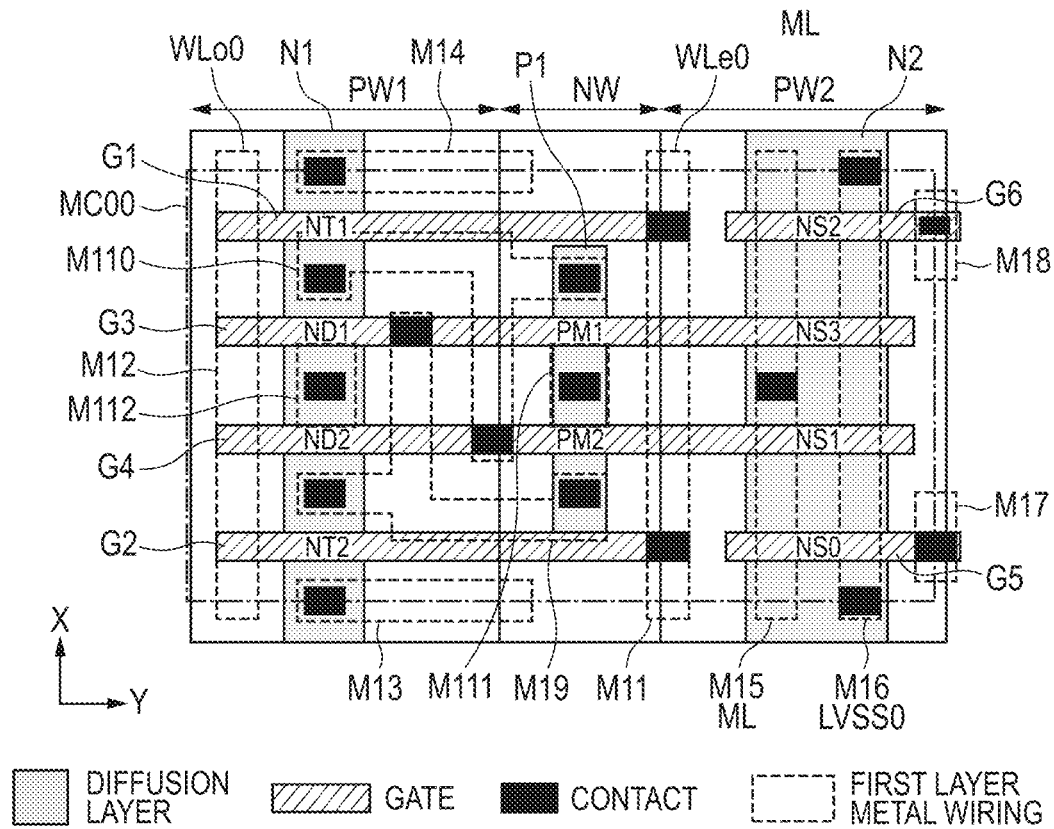 ML
WLo0 N1 M14 P1 WLe0 N2
PW1 NW PW2
G1
MC00
NT1 NS2 G6
M110 M18
G3 ND1 PM1 NS3
M12
M112
ND2 PM2 NS1
G4
M17
G2 NT2 NS0
G5
X
Y
M13 M111 M19 M11 M15 M16
ML LVSS0
DIFFUSION LAYER GATE CONTACT FIRST LAYER METAL WIRING